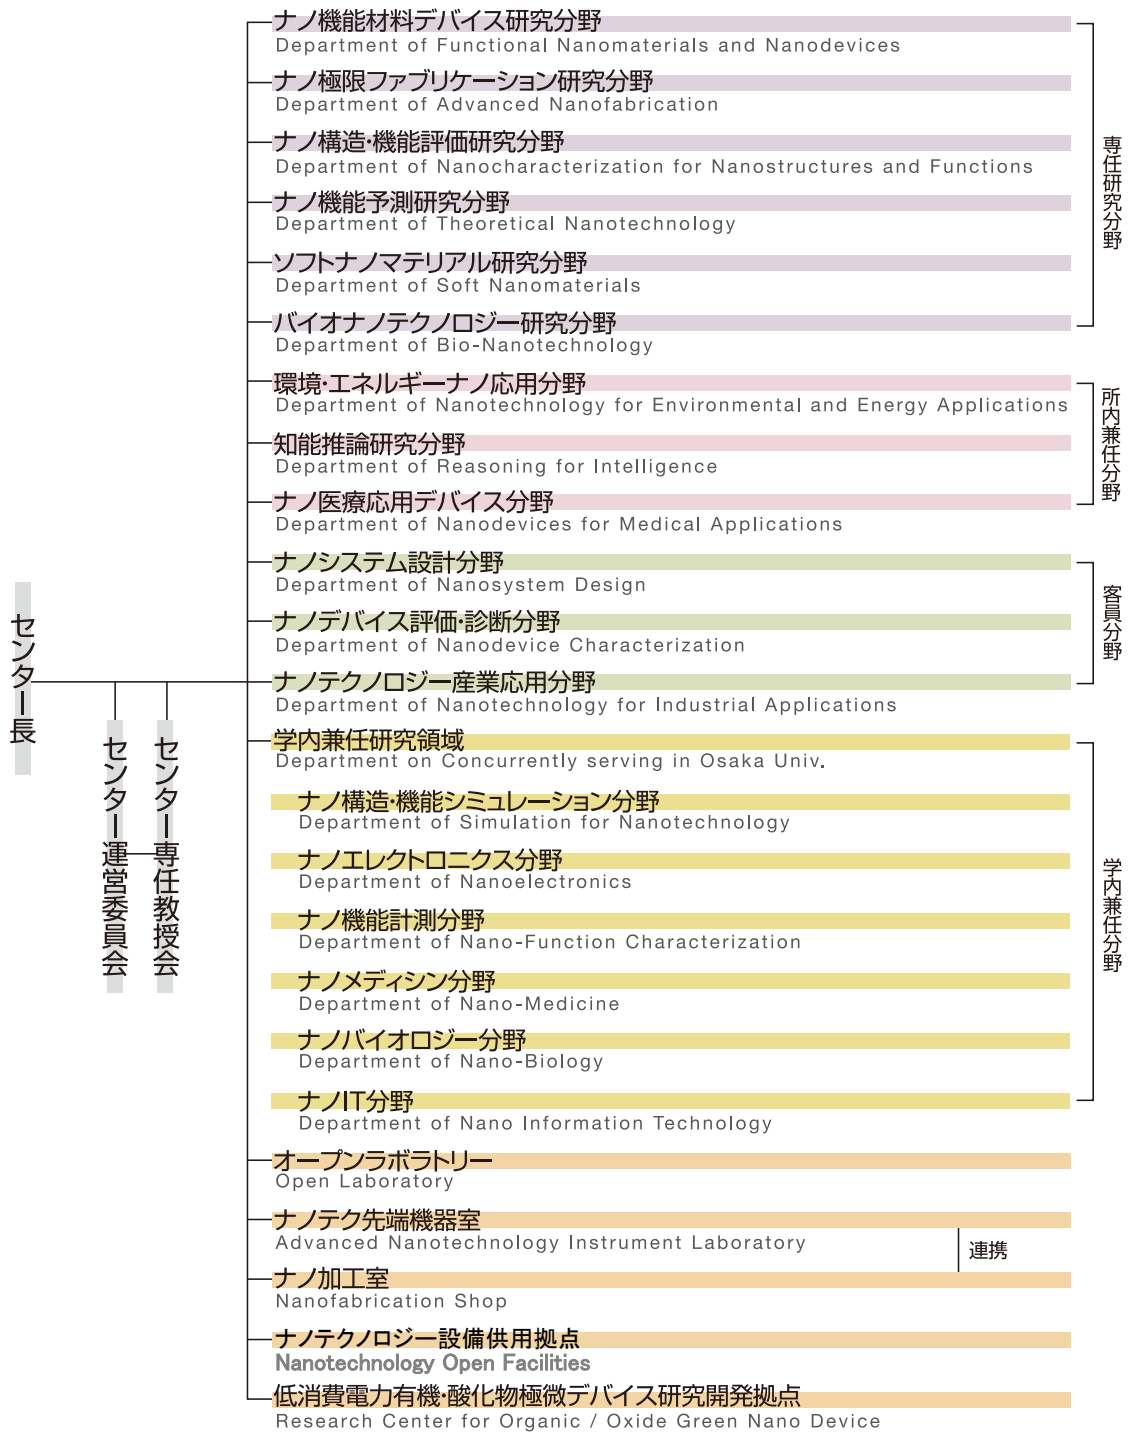 ナノ機能材料デバイス研究分野
Department of Functional Nanomaterials and Nanodevices
ナノ極限ファブリケーション研究分野
Department of Advanced Nanofabrication
ナノ構造・機能評価研究分野
Department of Nanocharacterization for Nanostructures and Functions
ナノ機能予測研究分野
Department of Theoretical Nanotechnology
ソフトナノマテリアル研究分野
Department of Soft Nanomaterials
バイオナノテクノロジー研究分野
Department of Bio-Nanotechnology
専任研究分野
環境・エネルギーナノ応用分野
Department of Nanotechnology for Environmental and Energy Applications
知能推論研究分野
Department of Reasoning for Intelligence
ナノ医療応用デバイス分野
Department of Nanodevices for Medical Applications
所内兼任分野
ナノシステム設計分野
Department of Nanosystem Design
ナノデバイス評価・診断分野
Department of Nanodevice Characterization
ナノテクノロジー産業応用分野
Department of Nanotechnology for Industrial Applications
客員分野
センター長
センター運営委員会
センター専任教授会
学内兼任研究領域
Department on Concurrently serving in Osaka Univ.
ナノ構造・機能シミュレーション分野
Department of Simulation for Nanotechnology
ナノエレクトロニクス分野
Department of Nanoelectronics
ナノ機能計測分野
Department of Nano-Function Characterization
ナノメディシン分野
Department of Nano-Medicine
ナノバイオロジー分野
Department of Nano-Biology
ナノIT分野
Department of Nano Information Technology
学内兼任分野
オープンラボラトリー
Open Laboratory
ナノテク先端機器室
Advanced Nanotechnology Instrument Laboratory
連携
ナノ加工室
Nanofabrication Shop
ナノテクノロジー設備供用拠点
Nanotechnology Open Facilities
低消費電力有機・酸化物極微デバイス研究開発拠点
Research Center for Organic / Oxide Green Nano Device